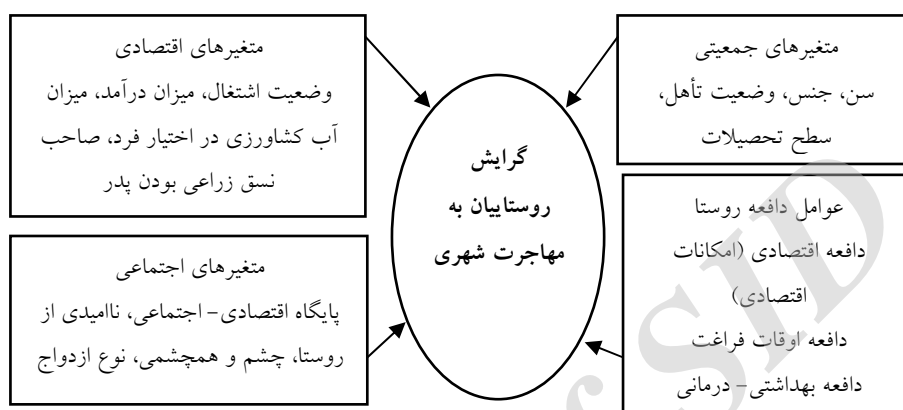 متغیرهای جمعیتی
سن، جنس، وضعیت تأهل،
سطح تحصیلات
متغیرهای اقتصادی
وضعیت اشتغال، میزان درآمد، میزان
آب کشاورزی در اختیار فرد، صاحب
نسق زراعی بودن پدر
گرایش
روستاییان به
مهاجرت شهری
عوامل دافعه روستا
دافعه اقتصادی (امکانات
اقتصادی)
دافعه اوقات فراغت
دافعه بهداشتی- درمانی
متغیرهای اجتماعی
پایگاه اقتصادی- اجتماعی، ناامیدی از
روستا، چشم و همچشمی، نوع ازدواج
SID